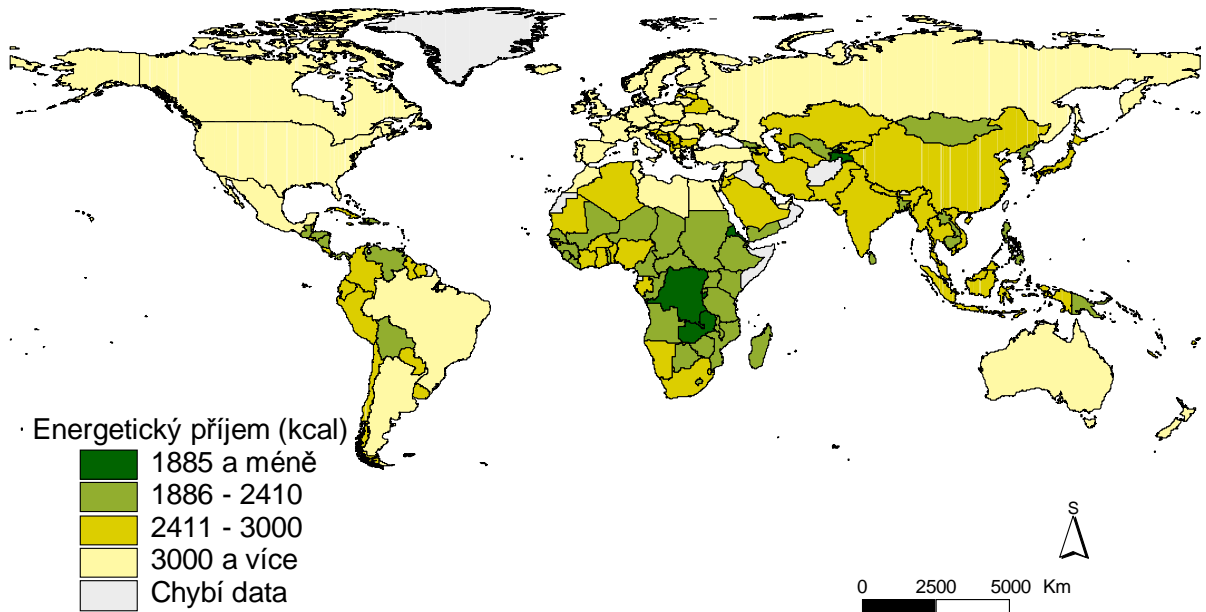 Energetický příjem (kcal)
1885 a méně
1886 - 2410
2411 - 3000
3000 a více
Chybí data
S
0 2500 5000 Km